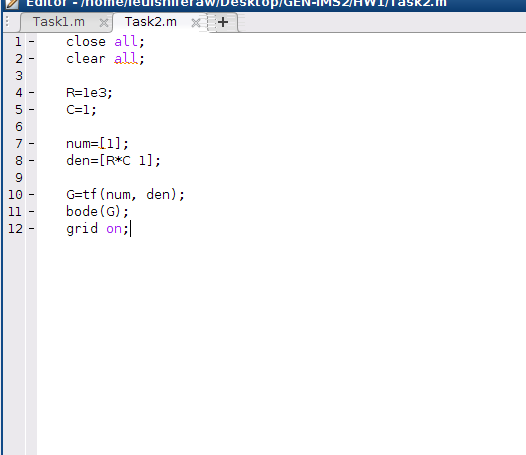 Editor - /home/leulshiferaw/Desktop/GEN-IMS2/HW1/Task2.m
Task1.m × Task2.m × +
1 - close all;
2 - clear all;
3
4 - R=1e3;
5 - C=1;
6
7 - num=[1];
8 - den=[R*C 1];
9
10 - G=tf(num, den);
11 - bode(G);
12 - grid on;